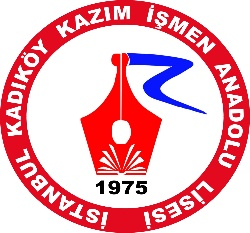 İSTANBUL KADIKÖY KAZIM İŞMEN ANADOLU LİSESİ
1975